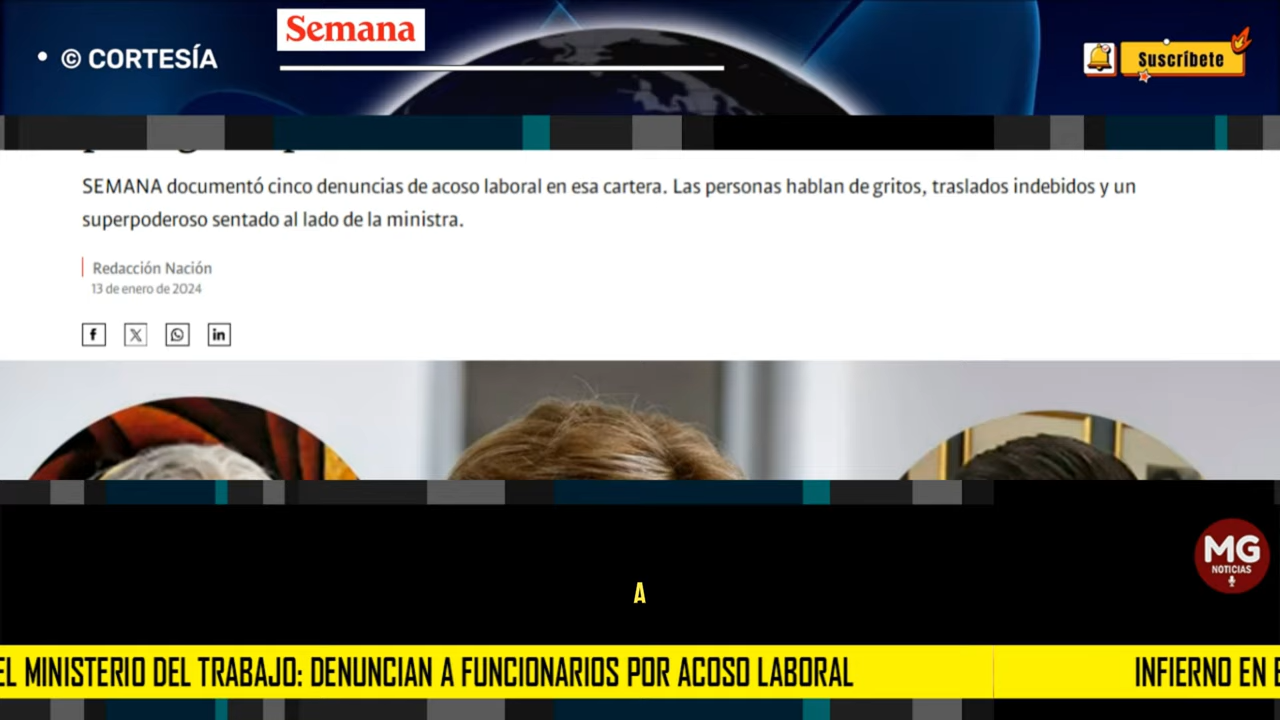 • © CORTESÍA
Semana
Suscríbete
SEMANA documentó cinco denuncias de acoso laboral en esa cartera. Las personas hablan de gritos, traslados indebidos y un
superpoderoso sentado al lado de la ministra.
Redacción Nación
13 de enero de 2024
MG
NOTICIAS
A
EL MINISTERIO DEL TRABAJO: DENUNCIAN A FUNCIONARIOS POR ACOSO LABORAL
INFIERNO EN